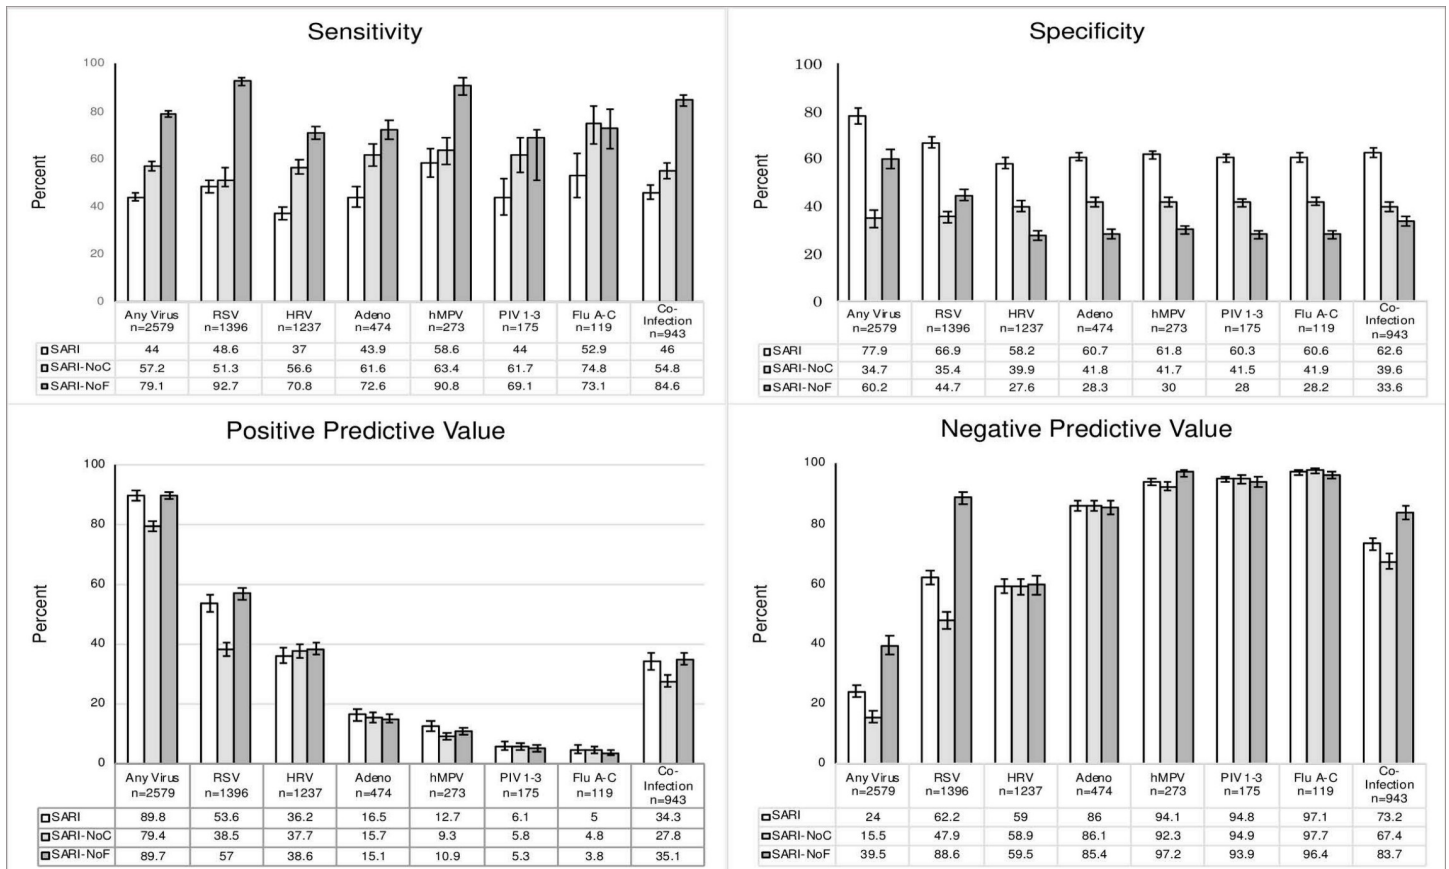 Sensitivity
Percent
100
80
60
40
20
0
Any Virus n=2579 RSV n=1396 HRV n=1237 Adeno n=474 hMPV n=273 PIV 1-3 n=175 Flu A-C n=119 Co-Infection n=943
SARI 44 48.6 37 43.9 58.6 44 52.9 46
SARI-NoC 57.2 51.3 56.6 61.6 63.4 61.7 74.8 54.8
SARI-NoF 79.1 92.7 70.8 72.6 90.8 69.1 73.1 84.6
Specificity
Percent
100
80
60
40
20
0
Any Virus n=2579 RSV n=1396 HRV n=1237 Adeno n=474 hMPV n=273 PIV 1-3 n=175 Flu A-C n=119 Co-Infection n=943
SARI 77.9 66.9 58.2 60.7 61.8 60.3 60.6 62.6
SARI-NoC 34.7 35.4 39.9 41.8 41.7 41.5 41.9 39.6
SARI-NoF 60.2 44.7 27.6 28.3 30 28 28.2 33.6
Positive Predictive Value
Percent
100
80
60
40
20
0
Any Virus n=2579 RSV n=1396 HRV n=1237 Adeno n=474 hMPV n=273 PIV 1-3 n=175 Flu A-C n=119 Co-Infection n=943
SARI 89.8 53.6 36.2 16.5 12.7 6.1 5 34.3
SARI-NoC 79.4 38.5 37.7 15.7 9.3 5.8 4.8 27.8
SARI-NoF 89.7 57 38.6 15.1 10.9 5.3 3.8 35.1
Negative Predictive Value
Percent
100
80
60
40
20
0
Any Virus n=2579 RSV n=1396 HRV n=1237 Adeno n=474 hMPV n=273 PIV 1-3 n=175 Flu A-C n=119 Co-Infection n=943
SARI 24 62.2 59 86 94.1 94.8 97.1 73.2
SARI-NoC 15.5 47.9 58.9 86.1 92.3 94.9 97.7 67.4
SARI-NoF 39.5 88.6 59.5 85.4 97.2 93.9 96.4 83.7